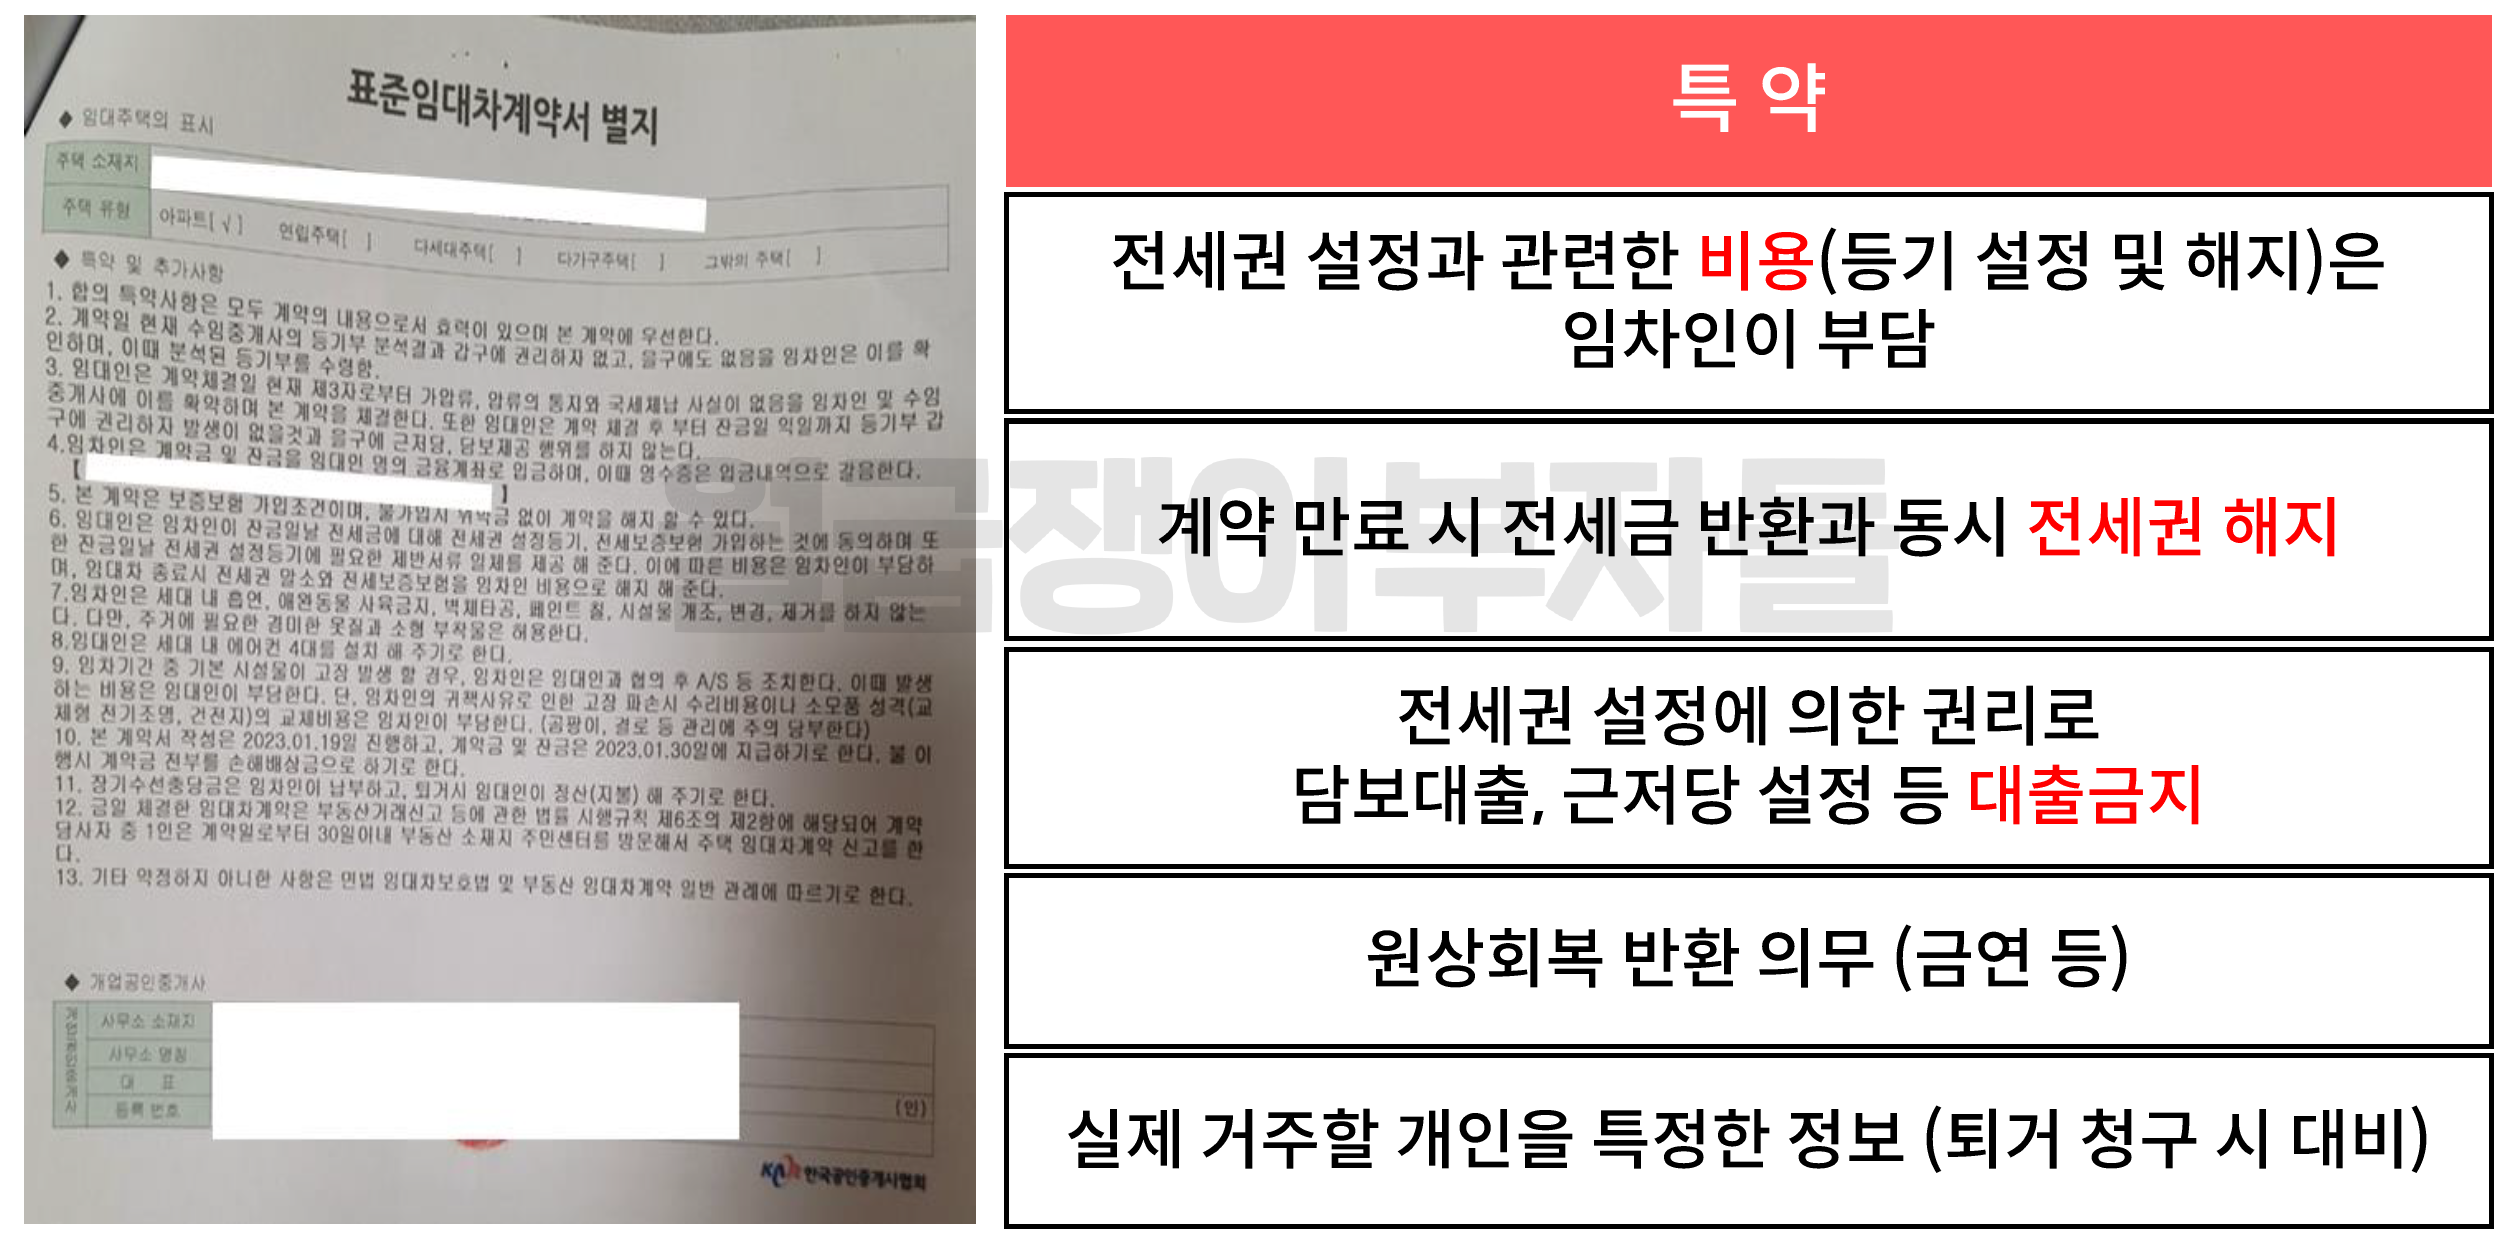 표준임대차계약서 별지
◆ 임대주택의 표시
주택 소재지
주택 유형 아파트[ √ ] 연립주택[ ] 다세대주택[ ] 다가구주택[ ] 그밖의 주택[ ]
◆ 특약 및 추가사항
1. 합의 특약사항은 모두 계약의 내용으로서 효력이 있으며 본 계약에 우선한다.
2. 계약일 현재 수임중개사의 등기부 분석결과 갑구에 권리하자 없고, 을구에도 없음을 임차인은 이를 확
인하며, 이때 분석된 등기부를 수령함.
3. 임대인은 계약체결일 현재 제3자로부터 가압류, 압류의 통지와 국세체납 사실이 없음을 임차인 및 수임
중개사에 이를 확약하며 본 계약을 체결한다. 또한 임대인은 계약 체결 후 부터 잔금일 익일까지 등기부 갑
구에 권리하자 발생이 없을것과 을구에 근저당, 담보제공 행위를 하지 않는다.
4.임차인은 계약금 및 잔금을 임대인 명의 금융계좌로 입금하며, 이때 영수증은 입금내역으로 갈음한다.
【 】
5. 본 계약은 보증보험 가입조건이며, 불가입시 위약금 없이 계약을 해지 할 수 있다.
6. 임대인은 임차인이 잔금일날 전세금에 대해 전세권 설정등기, 전세보증보험 가입하는 것에 동의하며 또
한 잔금일날 전세권 설정등기에 필요한 제반서류 일체를 제공 해 준다. 이에 따른 비용은 임차인이 부담하
며, 임대차 종료시 전세권 말소와 전세보증보험을 임차인 비용으로 해지 해 준다.
7.임차인은 세대 내 흡연, 애완동물 사육금지, 벽체타공, 페인트 칠, 시설물 개조, 변경, 제거를 하지 않는
다. 다만, 주거에 필요한 경미한 못질과 소형 부착물은 허용한다.
8.임대인은 세대 내 에어컨 4대를 설치 해 주기로 한다.
9. 임차기간 중 기본 시설물이 고장 발생 할 경우, 임차인은 임대인과 협의 후 A/S 등 조치한다. 이때 발생
하는 비용은 임대인이 부담한다. 단, 임차인의 귀책사유로 인한 고장 파손시 수리비용이나 소모품 성격(교
체형 전기조명, 건전지)의 교체비용은 임차인이 부담한다. (곰팡이, 결로 등 관리에 주의 당부한다)
10. 본 계약서 작성은 2023.01.19일 진행하고, 계약금 및 잔금은 2023.01.30일에 지급하기로 한다. 불 이
행시 계약금 전부를 손해배상금으로 하기로 한다.
11. 장기수선충당금은 임차인이 납부하고, 퇴거시 임대인이 정산(지불) 해 주기로 한다.
12. 금일 체결한 임대차계약은 부동산거래신고 등에 관한 법률 시행규칙 제6조의 제2항에 해당되어 계약
당사자 중 1인은 계약일로부터 30일이내 부동산 소재지 주민센터를 방문해서 주택 임대차계약 신고를 한
다.
13. 기타 약정하지 아니한 사항은 민법 임대차보호법 및 부동산 임대차계약 일반 관례에 따르기로 한다.
◆ 개업공인중개사
개업공인중개사
사무소 소재지
사무소 명칭
대 표
등록 번호 (인)
한국공인중개사협회
특 약
전세권 설정과 관련한 비용(등기 설정 및 해지)은
임차인이 부담
계약 만료 시 전세금 반환과 동시 전세권 해지
전세권 설정에 의한 권리로
담보대출, 근저당 설정 등 대출금지
원상회복 반환 의무 (금연 등)
실제 거주할 개인을 특정한 정보 (퇴거 청구 시 대비)
월급쟁이부자들